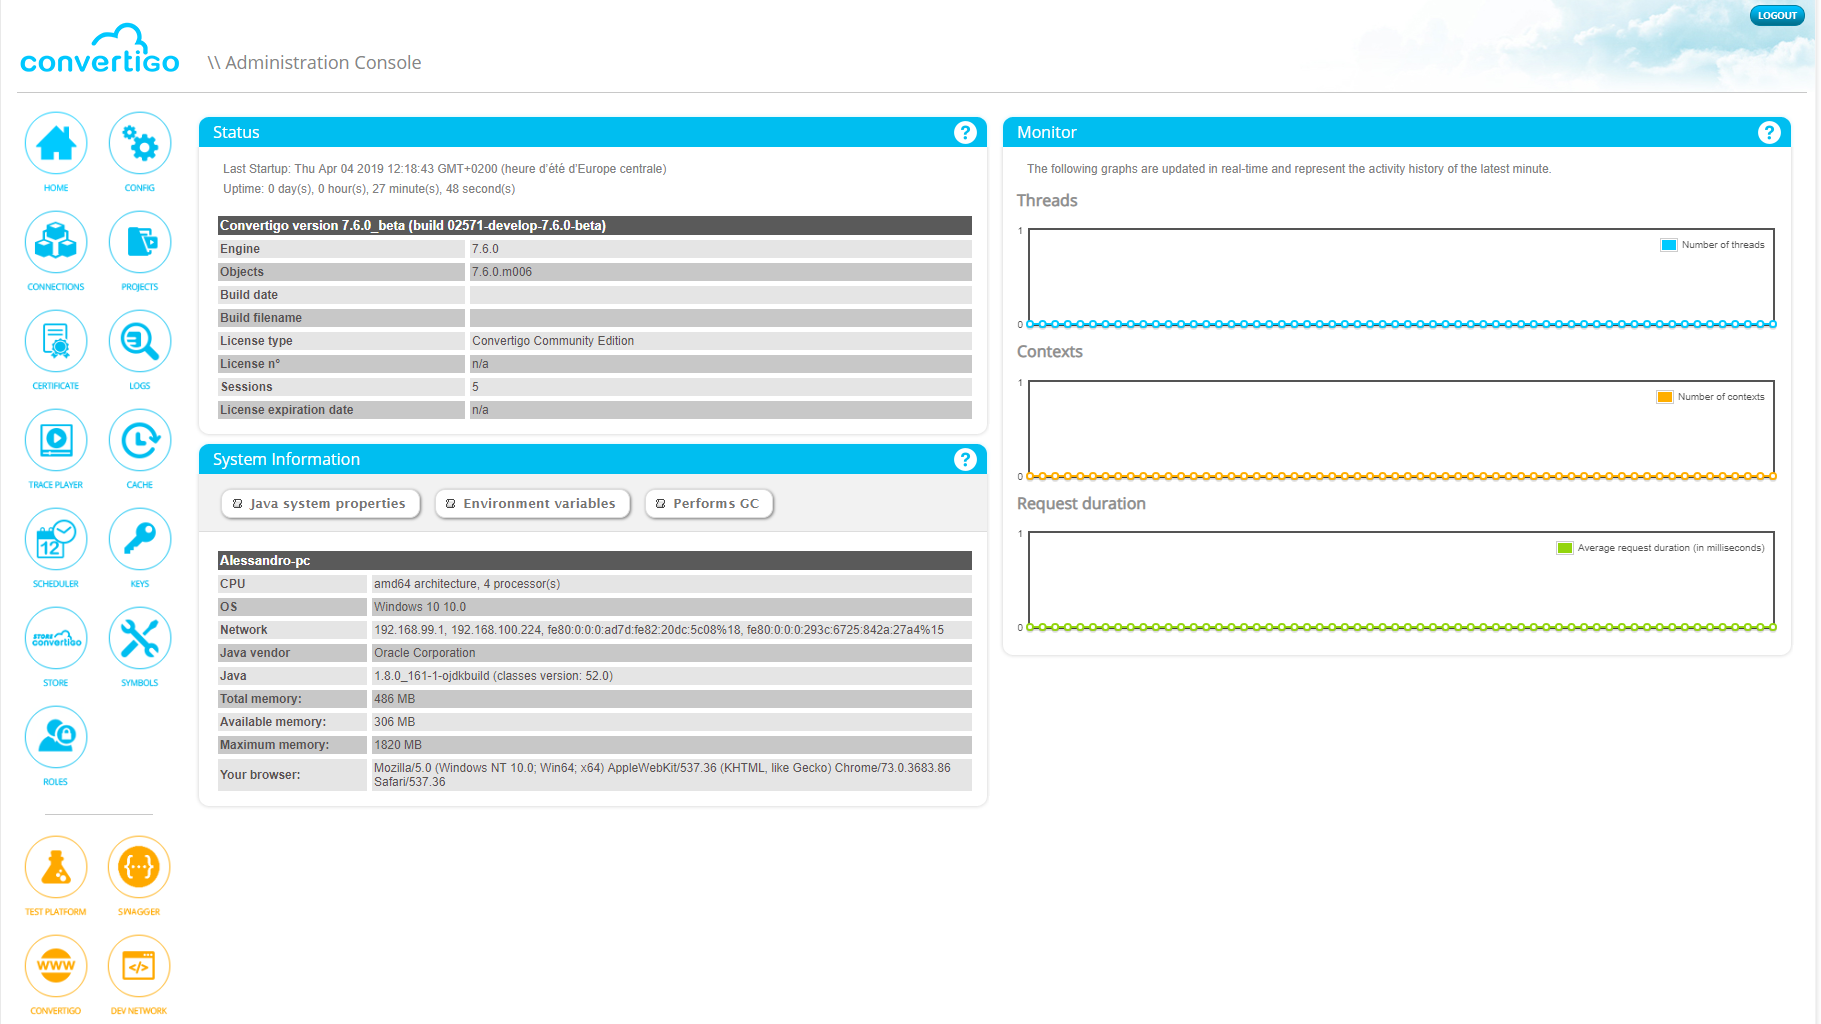 LOGOUT
convertigo
\\ Administration Console
HOME
CONFIG
CONNECTIONS
PROJECTS
CERTIFICATE
LOGS
TRACE PLAYER
CACHE
12
SCHEDULER
KEYS
STORE
convertigo
STORE
SYMBOLS
ROLES
TEST PLATFORM
{···}
SWAGGER
WWW
CONVERTIGO
</>
DEV NETWORK
Status
?
Last Startup: Thu Apr 04 2019 12:18:43 GMT+0200 (heure d’été d’Europe centrale)
Uptime: 0 day(s), 0 hour(s), 27 minute(s), 48 second(s)
Convertigo version 7.6.0_beta (build 02571-develop-7.6.0-beta)
Engine 7.6.0
Objects 7.6.0.m006
Build date
Build filename
License type Convertigo Community Edition
License n° n/a
Sessions 5
License expiration date n/a
System Information
?
Java system properties
Environment variables
Performs GC
Alessandro-pc
CPU amd64 architecture, 4 processor(s)
OS Windows 10 10.0
Network 192.168.99.1, 192.168.100.224, fe80:0:0:0:ad7d:fe82:20dc:5c08%18, fe80:0:0:0:293c:6725:842a:27a4%15
Java vendor Oracle Corporation
Java 1.8.0_161-1-ojdkbuild (classes version: 52.0)
Total memory: 486 MB
Available memory: 306 MB
Maximum memory: 1820 MB
Your browser: Mozilla/5.0 (Windows NT 10.0; Win64; x64) AppleWebKit/537.36 (KHTML, like Gecko) Chrome/73.0.3683.86
Safari/537.36
Monitor
?
The following graphs are updated in real-time and represent the activity history of the latest minute.
Threads
1
Number of threads
0
Contexts
1
Number of contexts
0
Request duration
1
Average request duration (in milliseconds)
0